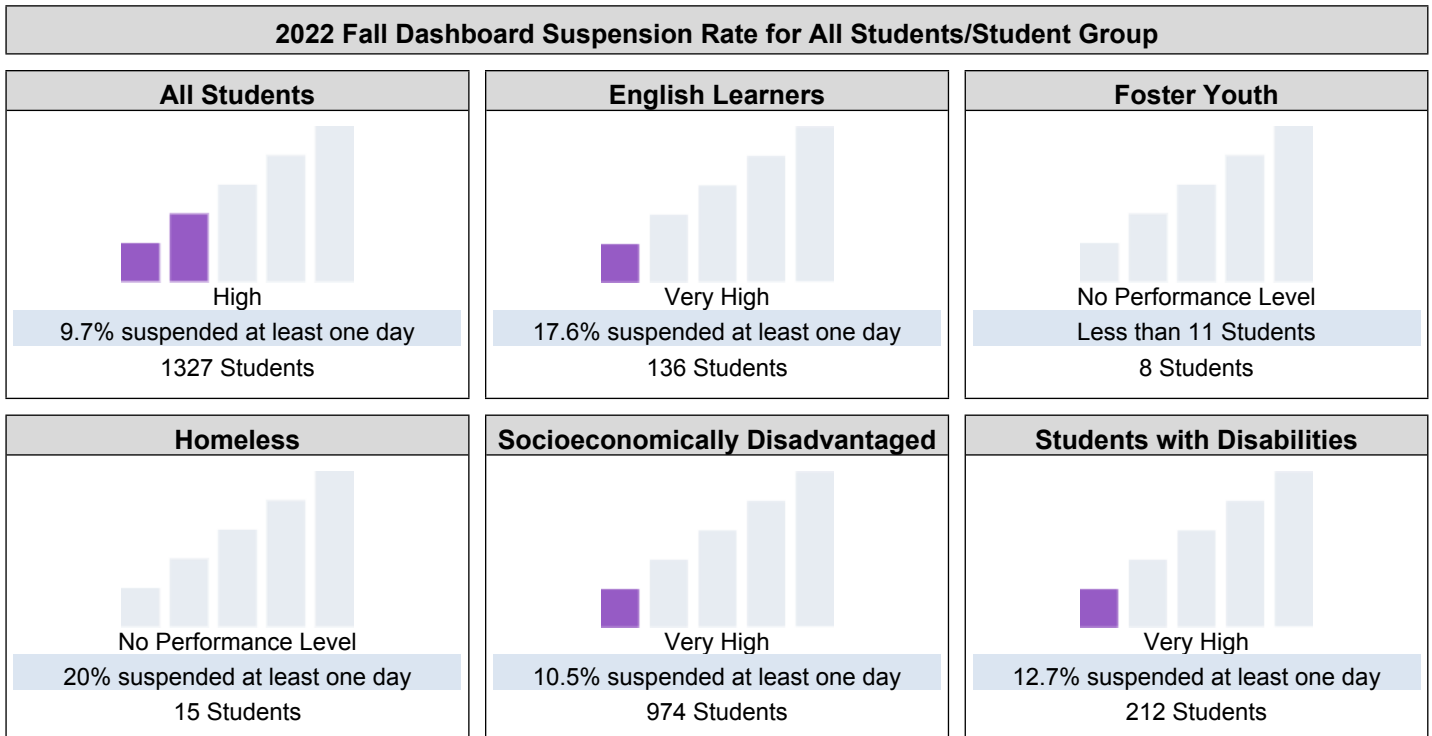 2022 Fall Dashboard Suspension Rate for All Students/Student Group
All Students
High
9.7% suspended at least one day
1327 Students
English Learners
Very High
17.6% suspended at least one day
136 Students
Foster Youth
No Performance Level
Less than 11 Students
8 Students
Homeless
No Performance Level
20% suspended at least one day
15 Students
Socioeconomically Disadvantaged
Very High
10.5% suspended at least one day
974 Students
Students with Disabilities
Very High
12.7% suspended at least one day
212 Students